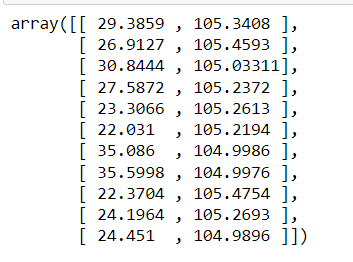 array([[ 29.3859 , 105.3408 ],
[ 26.9127 , 105.4593 ],
[ 30.8444 , 105.03311],
[ 27.5872 , 105.2372 ],
[ 23.3066 , 105.2613 ],
[ 22.031 , 105.2194 ],
[ 35.086 , 104.9986 ],
[ 35.5998 , 104.9976 ],
[ 22.3704 , 105.4754 ],
[ 24.1964 , 105.2693 ],
[ 24.451 , 104.9896 ]])